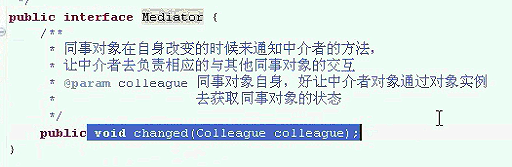 public interface Mediator {
/**
* 同事对象在自身改变的时候来通知中介者的方法，
* 让中介者去负责相应的与其他同事对象的交互
* @param colleague 同事对象自身，好让中介者对象通过对象实例
* 去获取同事对象的状态
*/
public void changed(Colleague colleague);
}